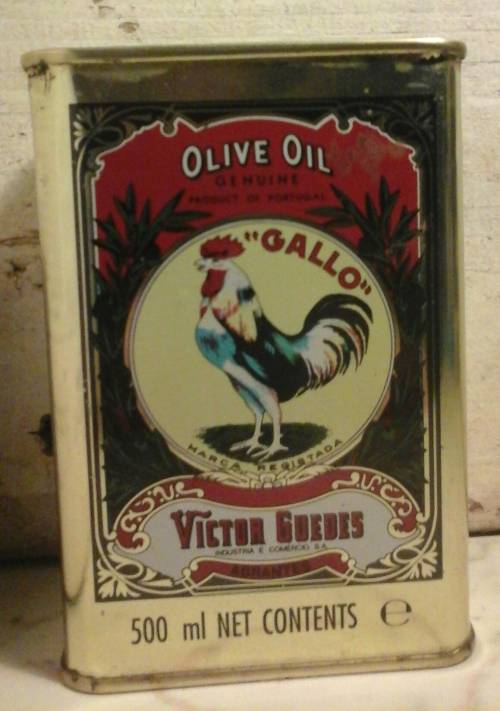 OLIVE OIL
GENUINE
PRODUCT OF PORTUGAL
"GALLO"
MARCA REGISTADA
VICTOR GUEDES
INDUSTRIA E COMERCIO S.A.
ABRANTES
500 ml NET CONTENTS ℮